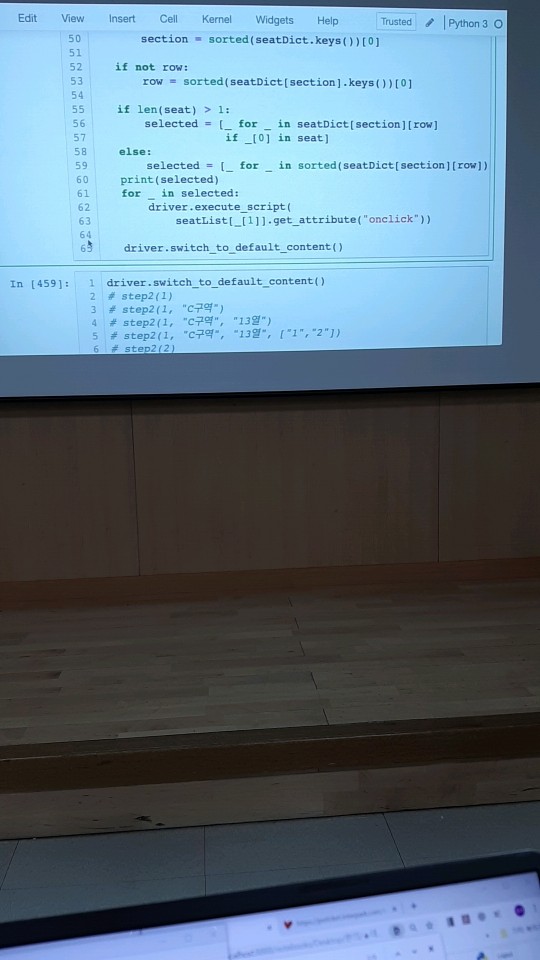 Edit View Insert Cell Kernel Widgets Help Trusted Python 3
50 section = sorted(seatDict.keys())[0]
51
52 if not row:
53 row = sorted(seatDict[section].keys())[0]
54
55 if len(seat) > 1:
56 selected = [_ for _ in seatDict[section][row]
57 if _[0] in seat]
58 else:
59 selected = [_ for _ in sorted(seatDict[section][row])
60 print(selected)
61 for _ in selected:
62 driver.execute_script(
63 seatList[_[1]].get_attribute("onclick"))
64
65 driver.switch_to_default_content()
In [459]: 1 driver.switch_to_default_content()
2 # step2(1)
3 # step2(1, "C구역")
4 # step2(1, "C구역", "13열")
5 # step2(1, "C구역", "13열", ["1","2"])
6 # step2(2)